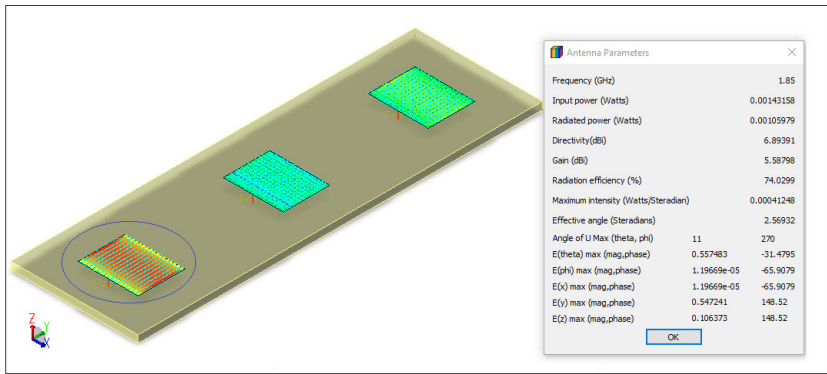 Antenna Parameters
Frequency (GHz) 1.85
Input power (Watts) 0.00143158
Radiated power (Watts) 0.00105979
Directivity(dBi) 6.89391
Gain (dBi) 5.58798
Radiation efficiency (%) 74.0299
Maximum intensity (Watts/Steradian) 0.00041248
Effective angle (Steradians) 2.56932
Angle of U Max (theta, phi) 11 270
E(theta) max (mag,phase) 0.557483 -31.4795
E(phi) max (mag,phase) 1.19669e-05 -65.9079
E(x) max (mag,phase) 1.19669e-05 -65.9079
E(y) max (mag,phase) 0.547241 148.52
E(z) max (mag,phase) 0.106373 148.52
OK
Z
Y
X